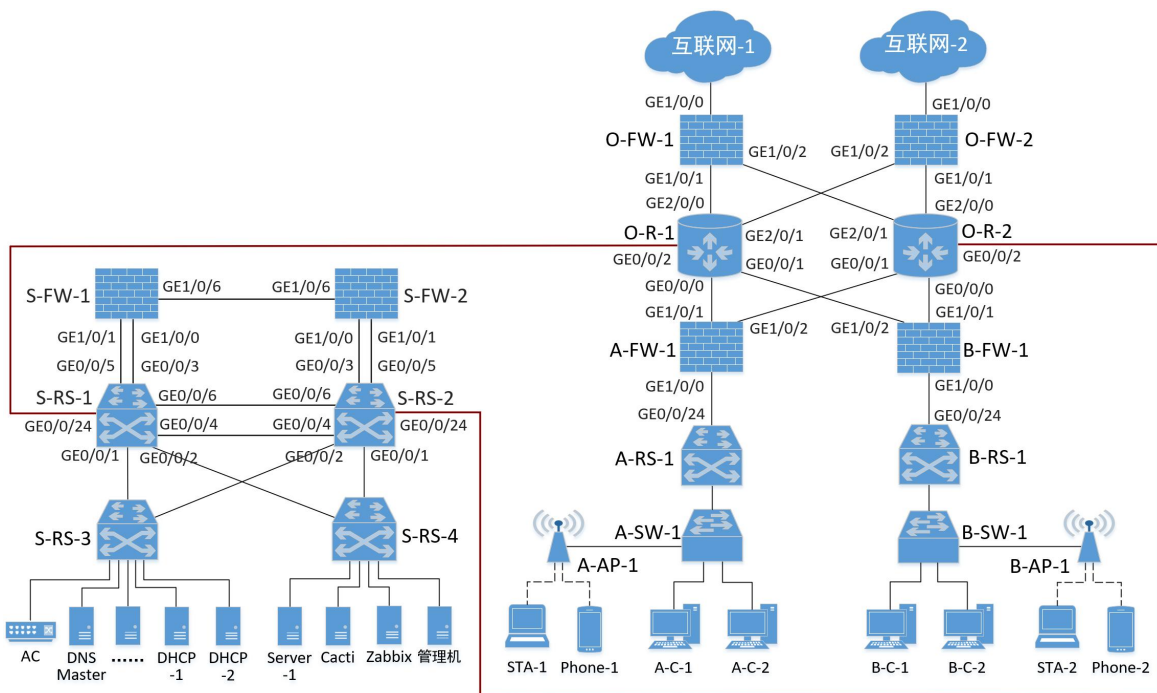 互联网-1
互联网-2
GE1/0/0
GE1/0/0
O-FW-1
O-FW-2
GE1/0/2
GE1/0/2
GE1/0/1
GE1/0/1
GE2/0/0
GE2/0/0
O-R-1
O-R-2
GE2/0/1
GE2/0/1
GE0/0/2
GE0/0/1
GE0/0/1
GE0/0/2
GE0/0/0
GE0/0/0
S-FW-1
GE1/0/6
GE1/0/6
S-FW-2
GE1/0/1
GE1/0/1
GE1/0/2
GE1/0/2
GE1/0/1
GE1/0/0
GE1/0/0
GE1/0/1
A-FW-1
B-FW-1
GE0/0/5
GE0/0/3
GE0/0/3
GE0/0/5
GE1/0/0
GE1/0/0
S-RS-1
GE0/0/6
GE0/0/6
S-RS-2
GE0/0/24
GE0/0/4
GE0/0/4
GE0/0/24
GE0/0/24
GE0/0/24
GE0/0/1
GE0/0/2
GE0/0/2
GE0/0/1
A-RS-1
B-RS-1
S-RS-3
S-RS-4
A-SW-1
B-SW-1
A-AP-1
B-AP-1
AC
DNS
Master
......
DHCP
-1
DHCP
-2
Server
-1
Cacti
Zabbix
管理机
STA-1
Phone-1
A-C-1
A-C-2
B-C-1
B-C-2
STA-2
Phone-2